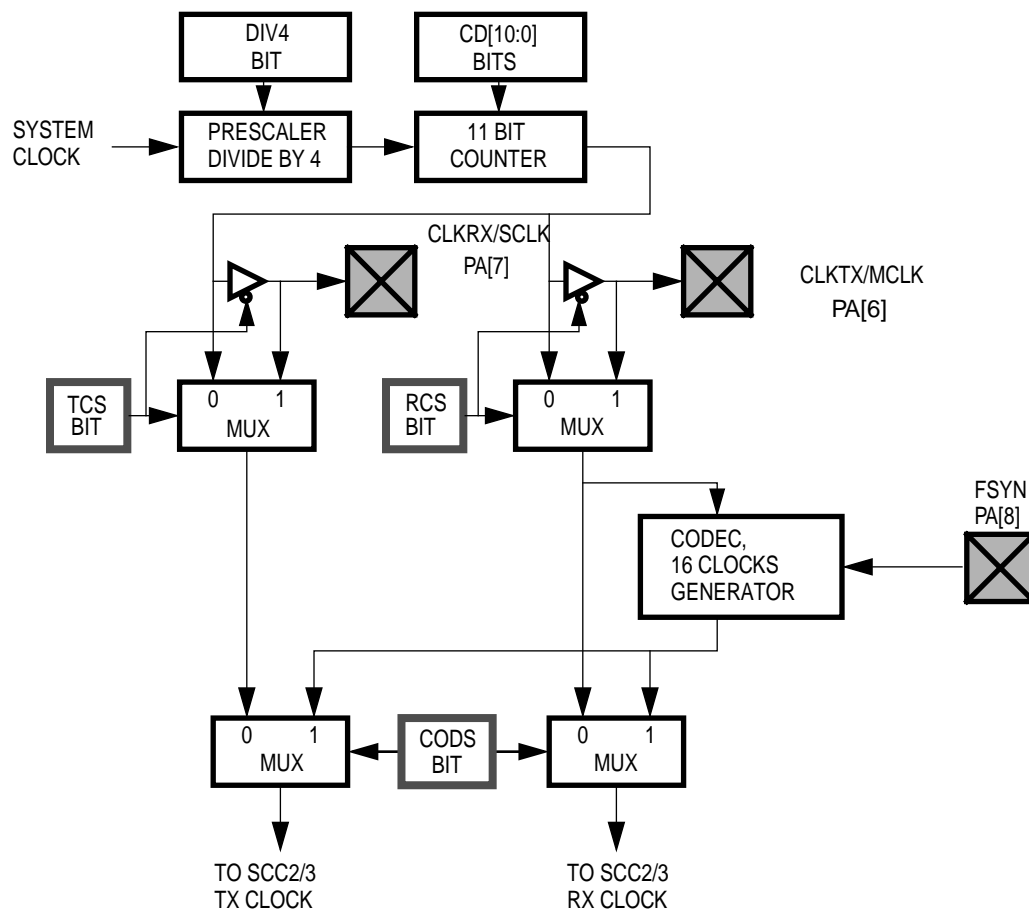 DIV4
BIT
CD[10:0]
BITS
SYSTEM
CLOCK
PRESCALER
DIVIDE BY 4
11 BIT
COUNTER
CLKRX/SCLK
PA[7]
CLKTX/MCLK
PA[6]
TCS
BIT
0 1
MUX
RCS
BIT
0 1
MUX
FSYN
PA[8]
CODEC,
16 CLOCKS
GENERATOR
0 1
MUX
CODS
BIT
0 1
MUX
TO SCC2/3
TX CLOCK
TO SCC2/3
RX CLOCK